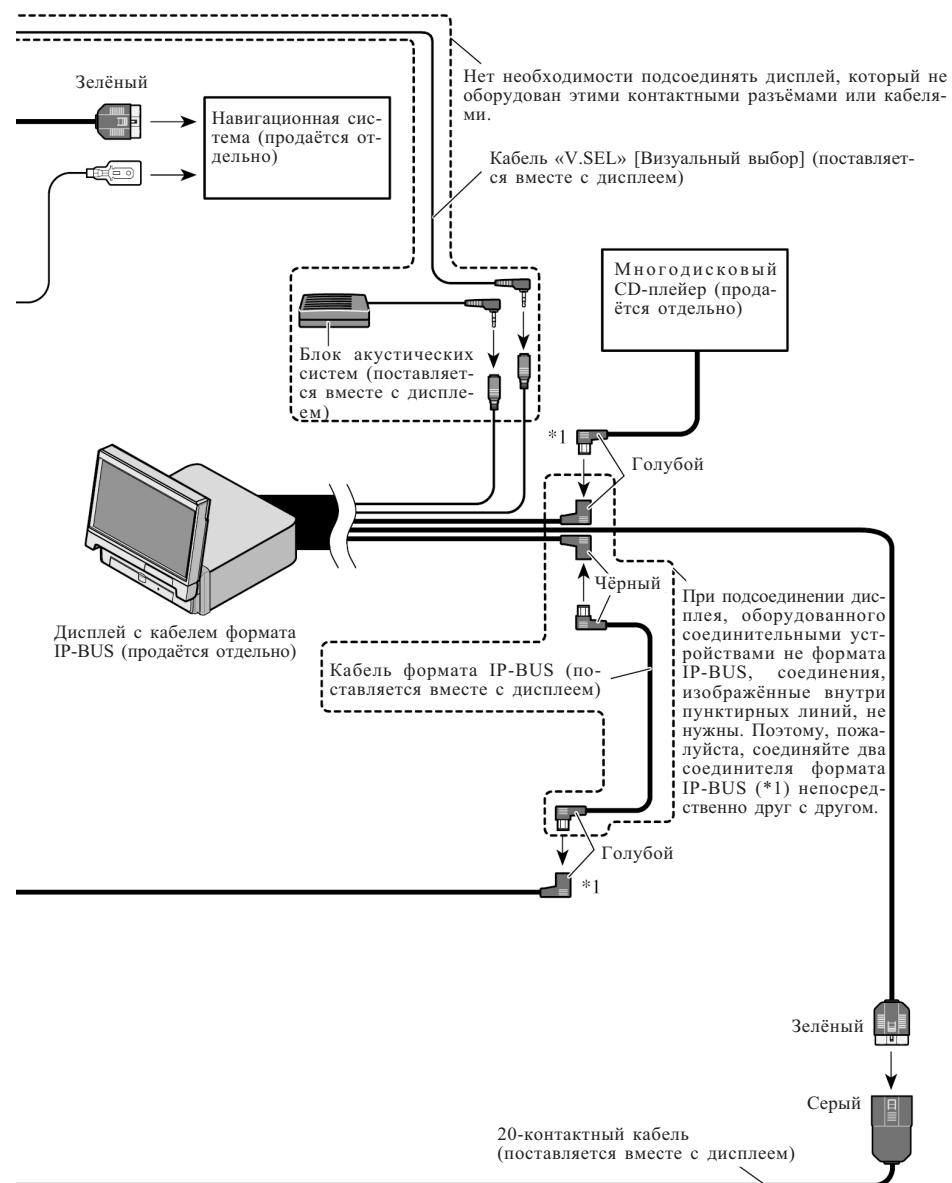 Нет необходимости подсоединять дисплей, который не
оборудован этими контактными разъёмами или кабеля-
ми.
Зелёный
Навигационная сис-
тема (продаётся от-
дельно)
Кабель «V.SEL» [Визуальный выбор] (поставляет-
ся вместе с дисплеем)
Многодисковый
CD-плейер (прода-
ётся отдельно)
Блок акустических
систем (поставляет-
ся вместе с диспле-
ем)
*1
Голубой
Чёрный
Дисплей с кабелем формата
IP-BUS (продаётся отдельно)
Кабель формата IP-BUS (по-
ставляется вместе с дисплеем)
При подсоединении дис-
плея, оборудованного
соединительными уст-
ройствами не формата
IP-BUS, соединения,
изображённые внутри
пунктирных линий, не
нужны. Поэтому, пожа-
луйста, соединяйте два
соединителя формата
IP-BUS (*1) непосред-
ственно друг с другом.
Голубой
*1
Зелёный
Серый
20-контактный кабель
(поставляется вместе с дисплеем)